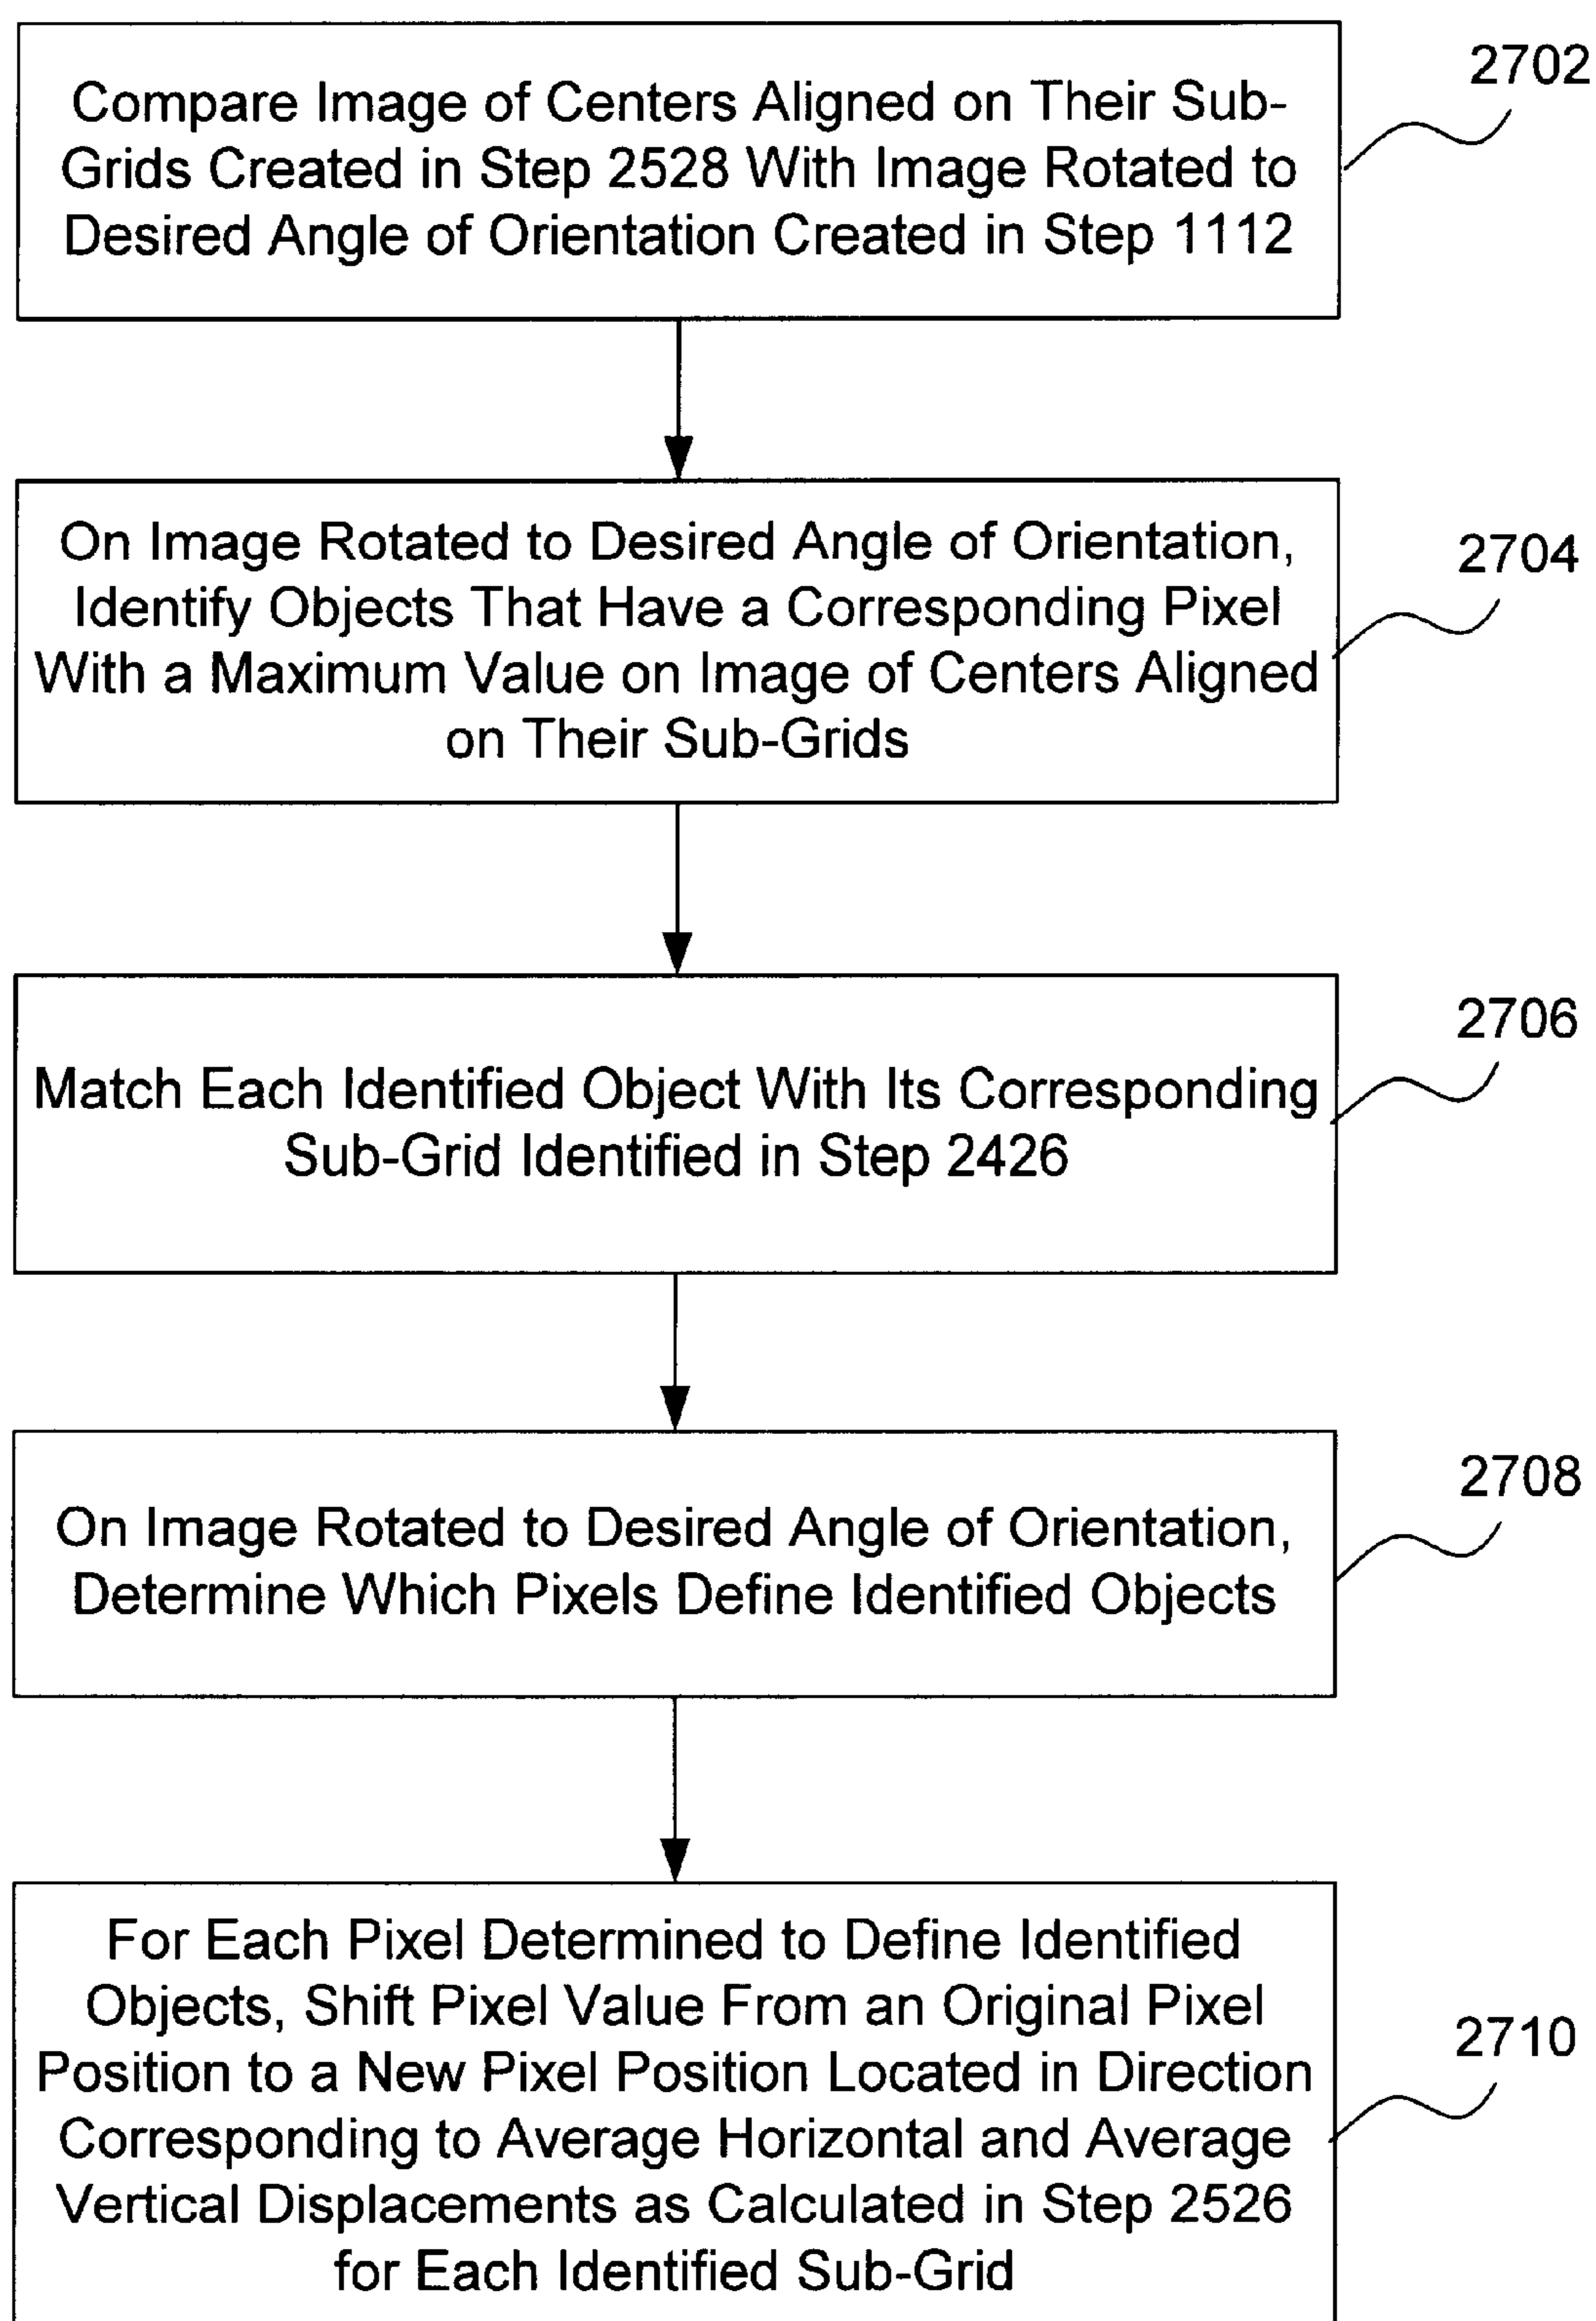 2702
Compare Image of Centers Aligned on Their Sub-
Grids Created in Step 2528 With Image Rotated to
Desired Angle of Orientation Created in Step 1112
2704
On Image Rotated to Desired Angle of Orientation,
Identify Objects That Have a Corresponding Pixel
With a Maximum Value on Image of Centers Aligned
on Their Sub-Grids
2706
Match Each Identified Object With Its Corresponding
Sub-Grid Identified in Step 2426
2708
On Image Rotated to Desired Angle of Orientation,
Determine Which Pixels Define Identified Objects
2710
For Each Pixel Determined to Define Identified
Objects, Shift Pixel Value From an Original Pixel
Position to a New Pixel Position Located in Direction
Corresponding to Average Horizontal and Average
Vertical Displacements as Calculated in Step 2526
for Each Identified Sub-Grid